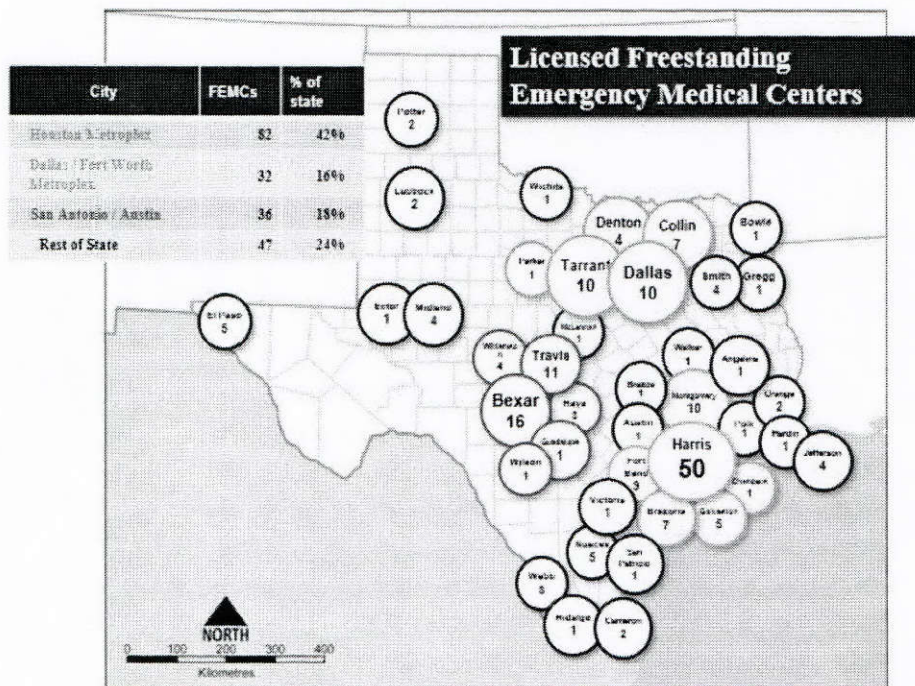 Licensed Freestanding
Emergency Medical Centers
City FEMCs % of state
Houston Metroplex 82 42%
Dallas / Fort Worth
Metroplex 32 16%
San Antonio / Austin 36 18%
Rest of State 47 24%
Potter
2
Lubbock
2
Wichita
1
Denton
4
Collin
7
Bowie
1
Parker
1
Tarrant
10
Dallas
10
Smith
4
Gregg
1
El Paso
5
Ector
1
Midland
4
McLennan
1
Williamson
4
Travis
11
Walker
1
Angelina
1
Brazos
1
Montgomery
10
Orange
2
Bexar
16
Hays
3
Austin
1
Polk
1
Hardin
1
Guadalupe
1
Harris
50
Jefferson
4
Wilson
1
Fort
Bend
9
Chambers
1
Victoria
1
Brazoria
7
Galveston
5
Nueces
5
San
Patricio
1
Webb
3
Hidalgo
1
Cameron
2
NORTH
0 100 200 300 400
Kilometres